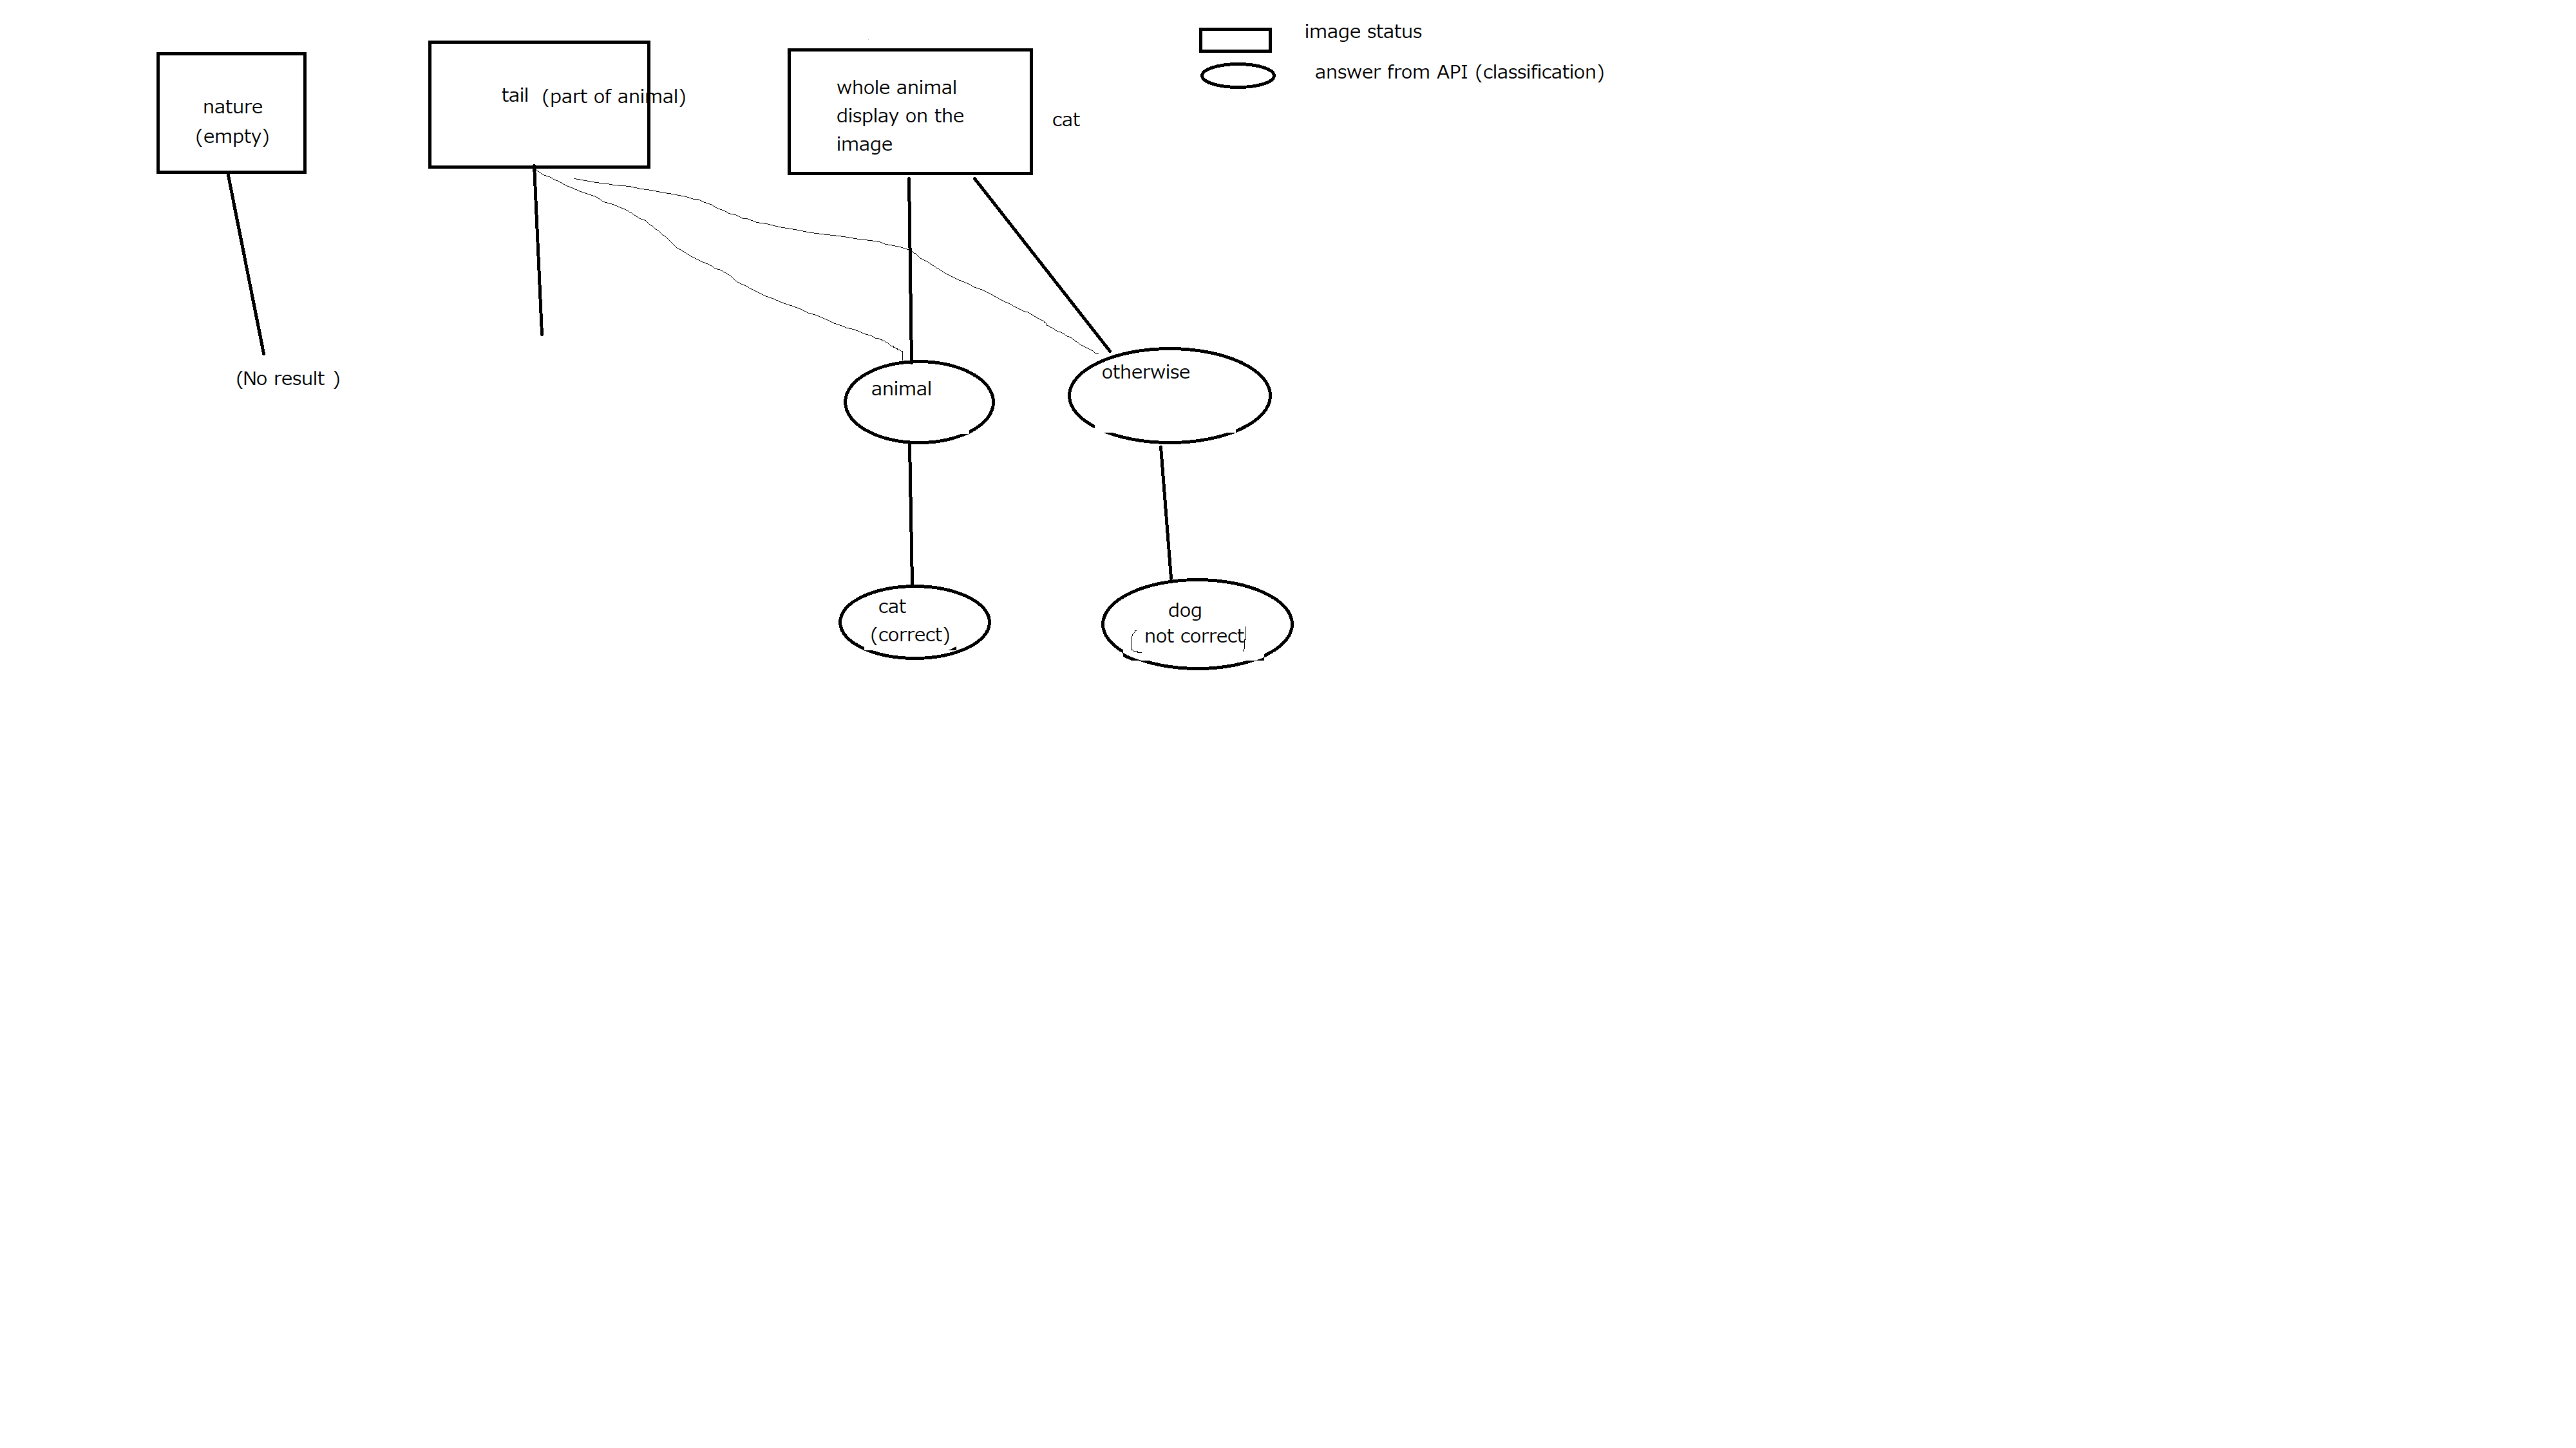 image status
answer from API (classification)
nature
(empty)
tail (part of animal)
whole animal
display on the
image
cat
(No result )
animal
otherwise
cat
(correct)
dog
( not correct)